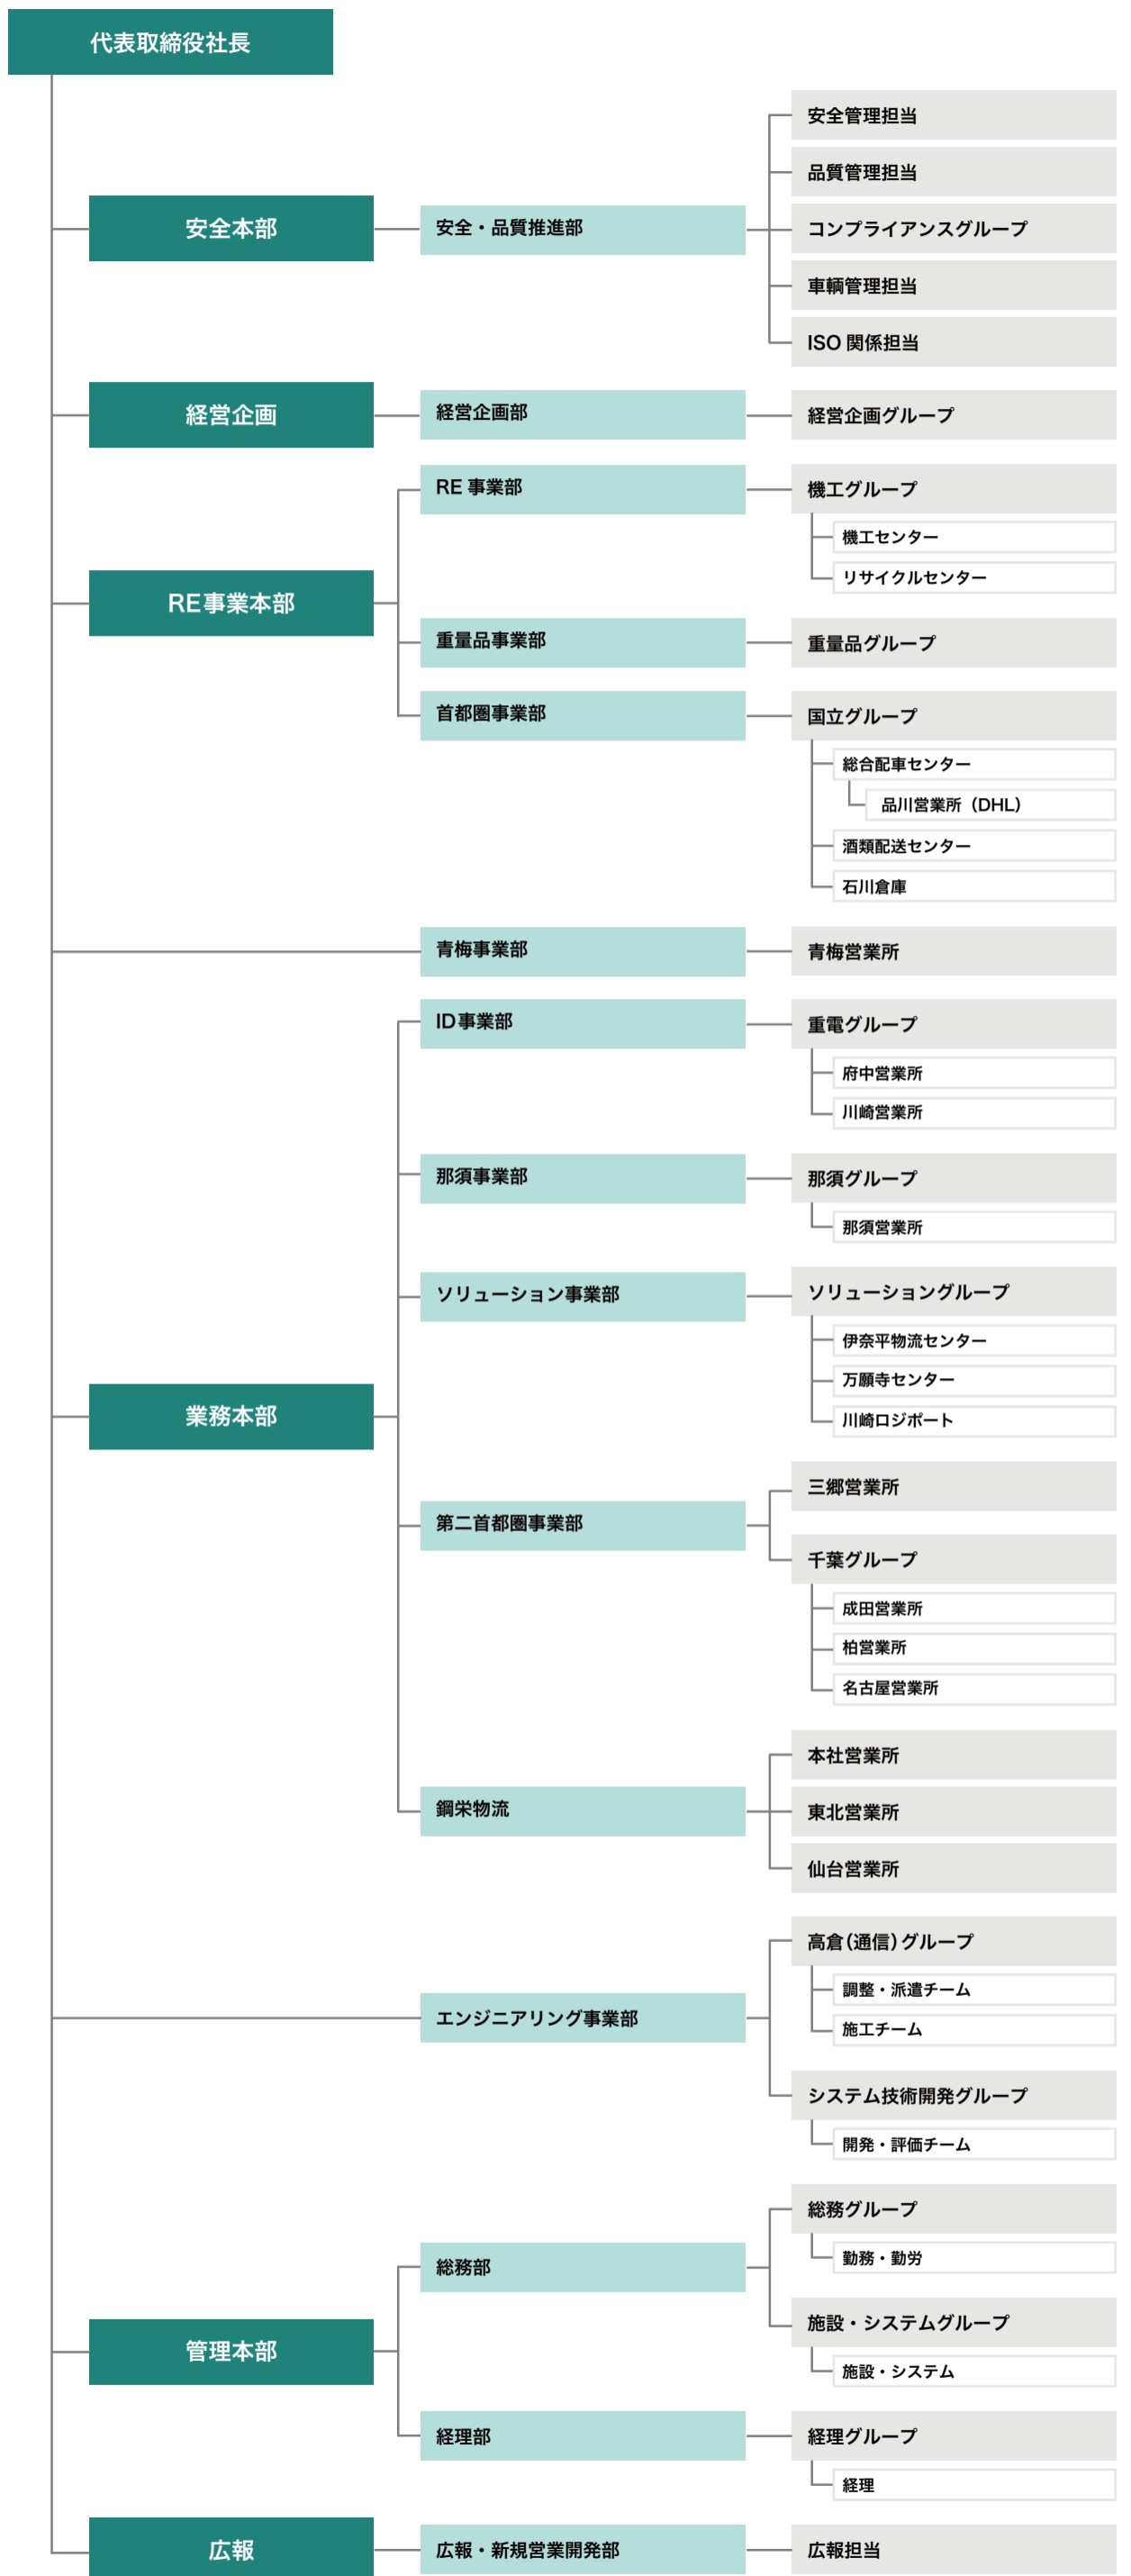 代表取締役社長
安全本部
安全・品質推進部
安全管理担当
品質管理担当
コンプライアンスグループ
車輌管理担当
ISO 関係担当
経営企画
経営企画部
経営企画グループ
RE事業本部
RE 事業部
機工グループ
機工センター
リサイクルセンター
重量品事業部
重量品グループ
首都圏事業部
国立グループ
総合配車センター
品川営業所（DHL）
酒類配送センター
石川倉庫
青梅事業部
青梅営業所
業務本部
ID事業部
重電グループ
府中営業所
川崎営業所
那須事業部
那須グループ
那須営業所
ソリューション事業部
ソリューショングループ
伊奈平物流センター
万願寺センター
川崎ロジポート
第二首都圏事業部
三郷営業所
千葉グループ
成田営業所
柏営業所
名古屋営業所
鋼栄物流
本社営業所
東北営業所
仙台営業所
エンジニアリング事業部
高倉（通信）グループ
調整・派遣チーム
施工チーム
システム技術開発グループ
開発・評価チーム
管理本部
総務部
総務グループ
勤務・勤労
施設・システムグループ
施設・システム
経理部
経理グループ
経理
広報
広報・新規営業開発部
広報担当